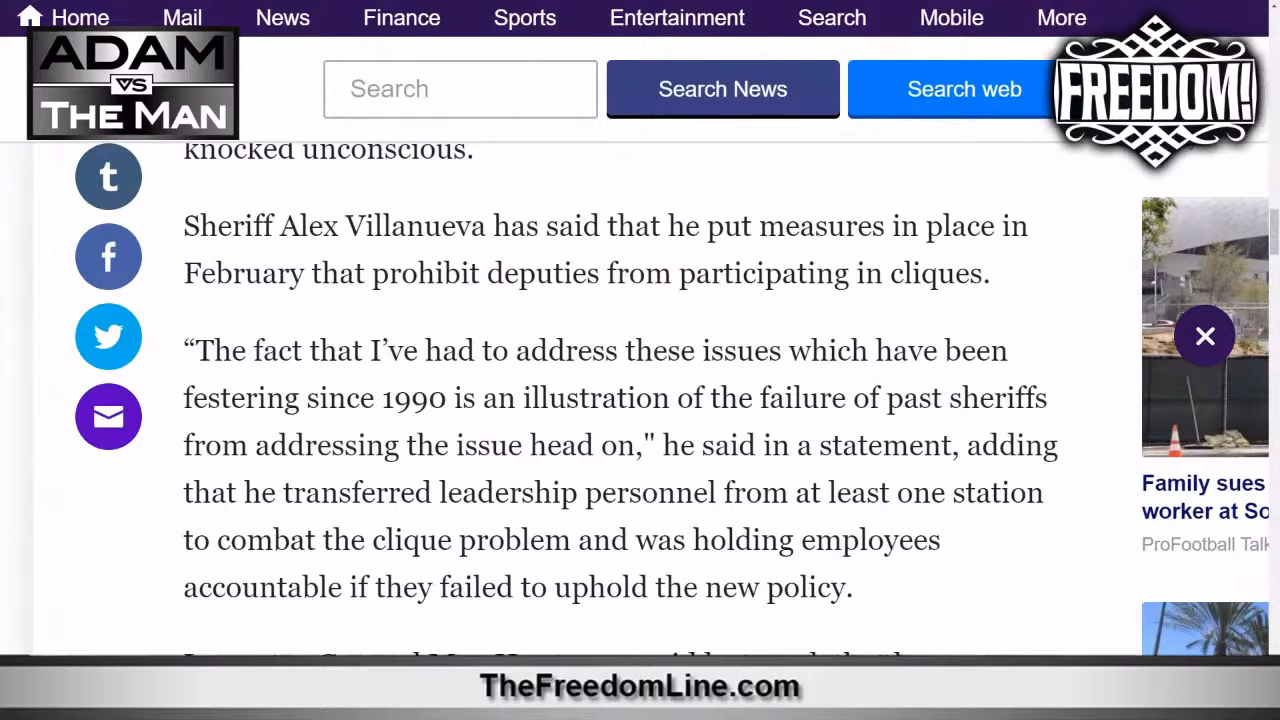 Home Mail News Finance Sports Entertainment Search Mobile More
ADAM
VS
THE MAN
Search
Search News
Search web
FREEDOM!
knocked unconscious.
t
Sheriff Alex Villanueva has said that he put measures in place in
February that prohibit deputies from participating in cliques.
f
“The fact that I’ve had to address these issues which have been
festering since 1990 is an illustration of the failure of past sheriffs
from addressing the issue head on," he said in a statement, adding
that he transferred leadership personnel from at least one station
to combat the clique problem and was holding employees
accountable if they failed to uphold the new policy.
Family sues
worker at So
ProFootball Talk
TheFreedomLine.com